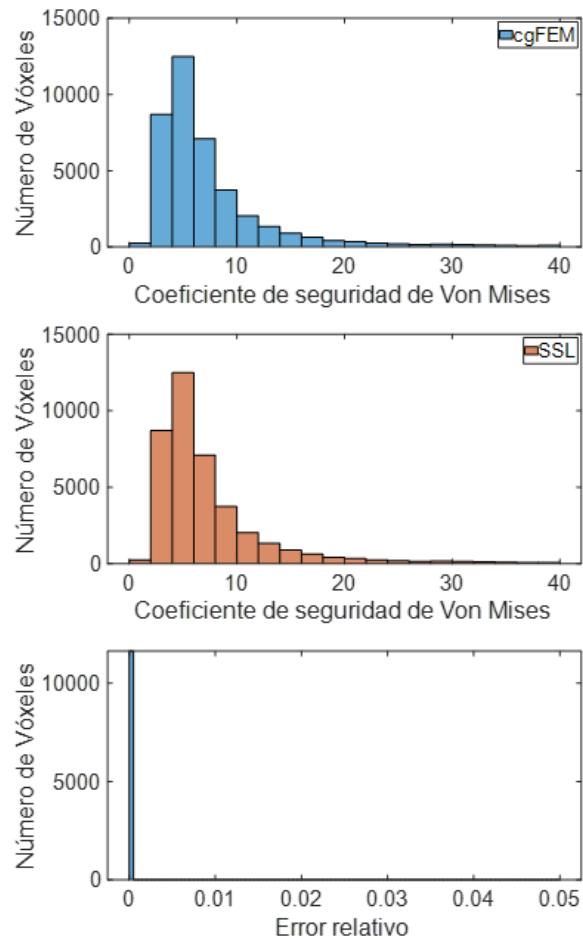 cgFEM
Número de Vóxeles
15000
10000
5000
0
0 10 20 30 40
Coeficiente de seguridad de Von Mises
SSL
Número de Vóxeles
15000
10000
5000
0
0 10 20 30 40
Coeficiente de seguridad de Von Mises
Número de Vóxeles
10000
5000
0
0 0.01 0.02 0.03 0.04 0.05
Error relativo